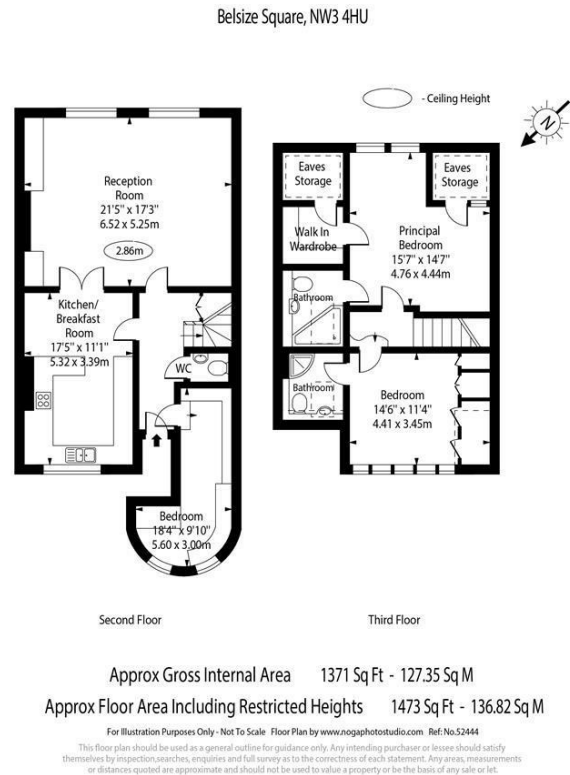 Belsize Square, NW3 4HU
- Ceiling Height
N
Reception
Room
21'5" x 17'3"
6.52 x 5.25m
2.86m
Kitchen/
Breakfast
Room
17'5" x 11'1"
5.32 x 3.39m
WC
Bedroom
18'4" x 9'10"
5.60 x 3.00m
Eaves
Storage
Eaves
Storage
Walk In
Wardrobe
Principal
Bedroom
15'7" x 14'7"
4.76 x 4.44m
Bathroom
Bathroom
Bedroom
14'6" x 11'4"
4.41 x 3.45m
Second Floor
Third Floor
Approx Gross Internal Area 1371 Sq Ft - 127.35 Sq M
Approx Floor Area Including Restricted Heights 1473 Sq Ft - 136.82 Sq M
For Illustration Purposes Only - Not To Scale Floor Plan by www.nogaphotostudio.com Ref: No.52444
This floor plan should be used as a general outline for guidance only. Any intending purchaser or lessee should satisfy
themselves by inspection,searches, enquiries and full survey as to the correctness of each statement. Any areas, measurements
or distances quoted are approximate and should not be used to value a property or be the basis of any sale or let.